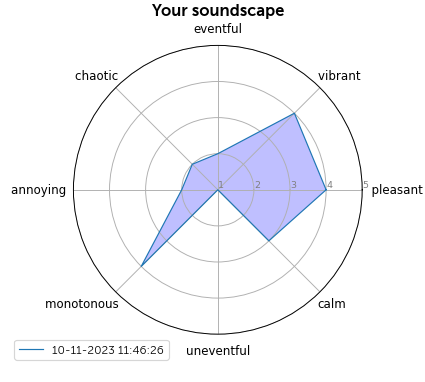 Your soundscape
eventful
chaotic
vibrant
annoying
1 2 3 4 5
pleasant
monotonous
calm
uneventful
10-11-2023 11:46:26